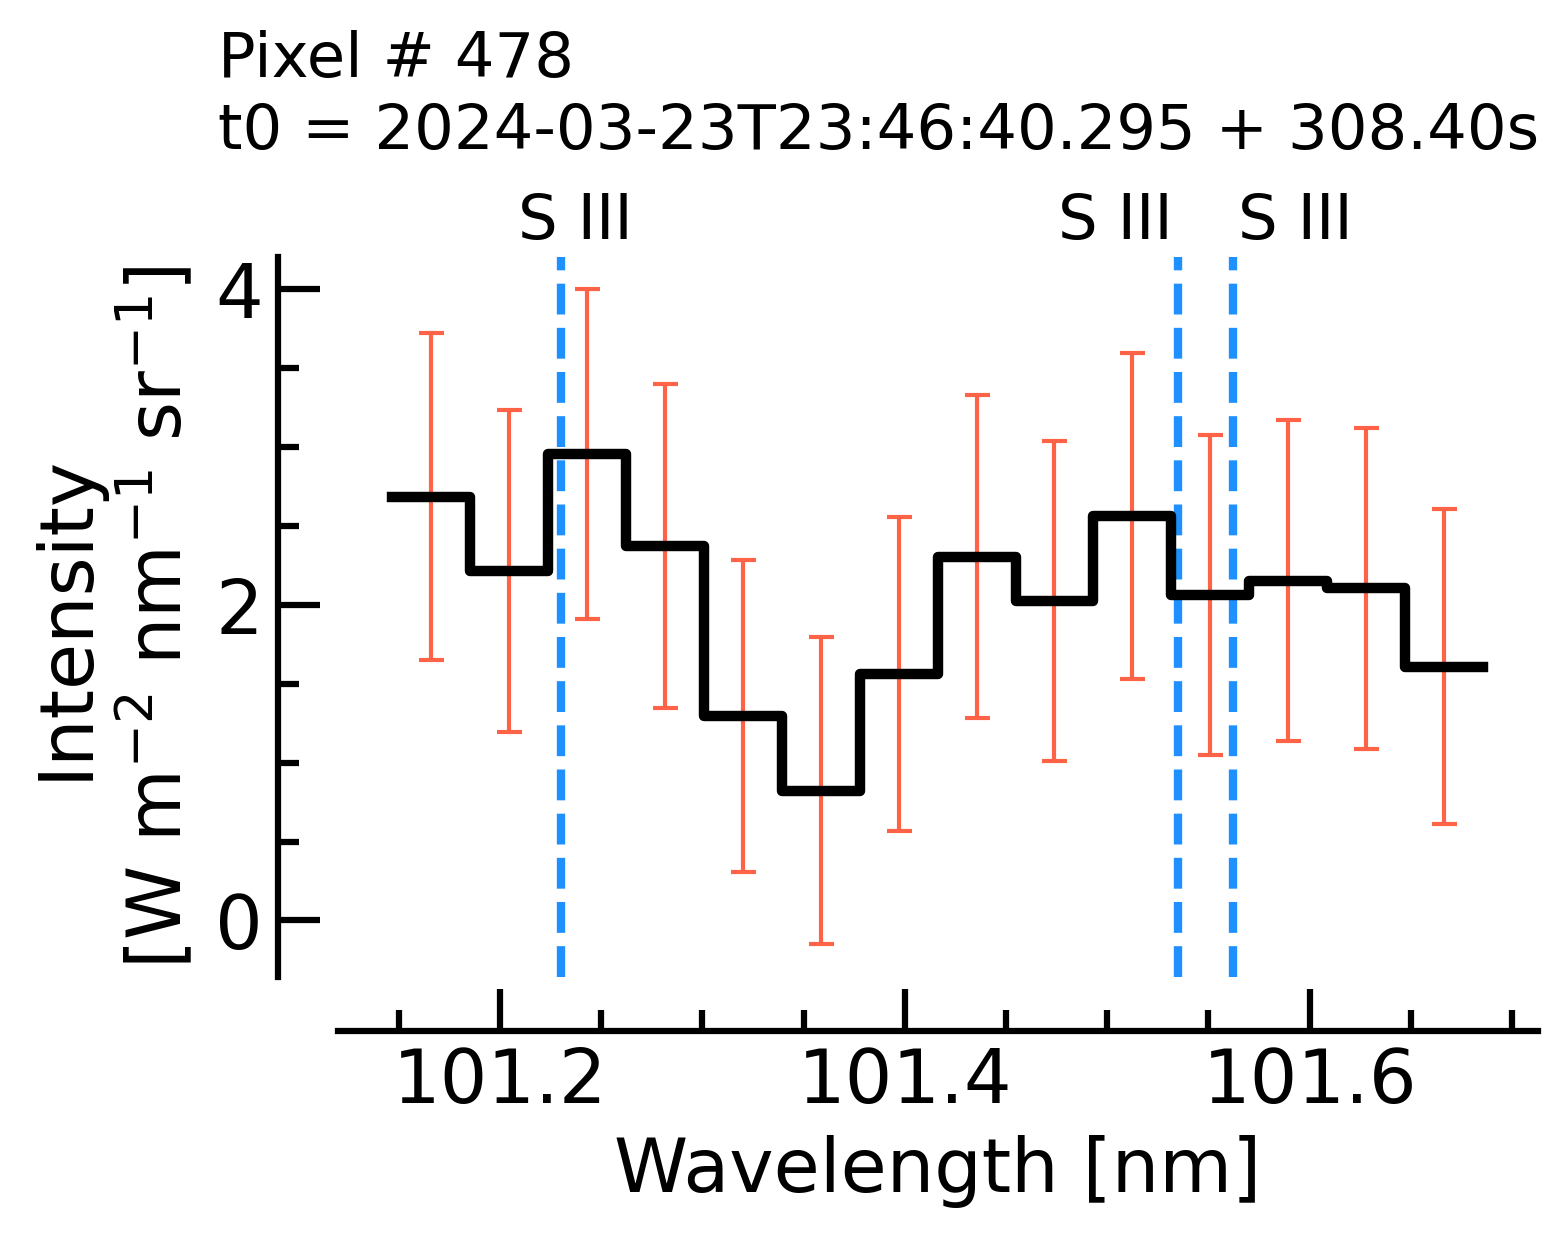 Pixel # 478
t0 = 2024-03-23T23:46:40.295 + 308.40s
S III S III S III
Intensity
[W m⁻² nm⁻¹ sr⁻¹]
4
2
0
101.2 101.4 101.6
Wavelength [nm]